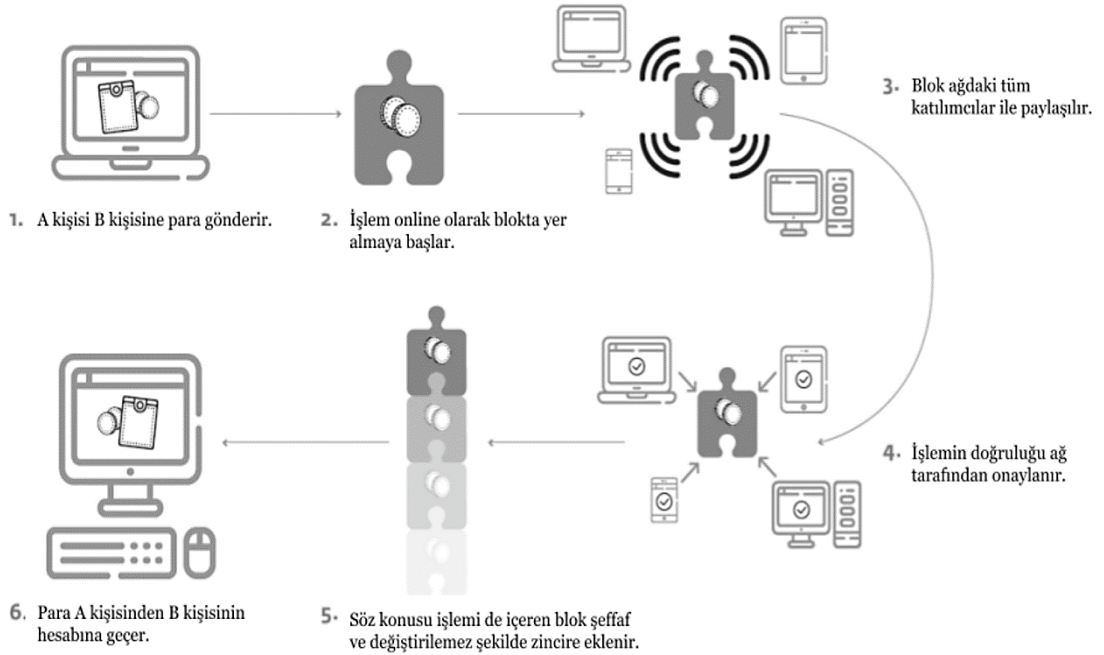 1. A kişisi B kişisine para gönderir.
2. İşlem online olarak blokta yer
almaya başlar.
3. Blok ağdaki tüm
katılımcılar ile paylaşılır.
4. İşlemin doğruluğu ağ
tarafından onaylanır.
5. Söz konusu işlemi de içeren blok şeffaf
ve değiştirilemez şekilde zincire eklenir.
6. Para A kişisinden B kişisinin
hesabına geçer.